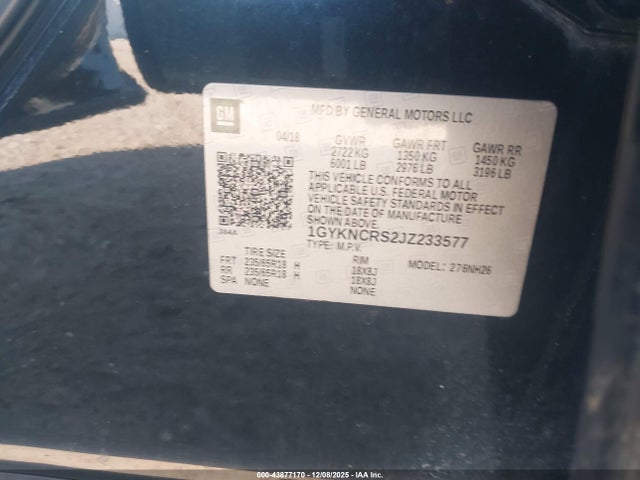 GM
MFD BY GENERAL MOTORS LLC
04/18 GVWR GAWR FRT GAWR RR
2722 KG 1350 KG 1450 KG
6001 LB 2976 LB 3196 LB
THIS VEHICLE CONFORMS TO ALL
APPLICABLE U.S. FEDERAL MOTOR
VEHICLE SAFETY STANDARDS IN EFFECT
ON THE DATE OF MANUFACTURE
SHOWN ABOVE.
1GYKNCRS2JZ233577
TYPE: M.P.V. MODEL: 276NH26
TIRE SIZE RIM
FRT 235/65R18 H 18X8J
RR 235/65R18 H 18X8J
SPA NONE NONE
000-43877170 - 12/08/2025 - IAA Inc.